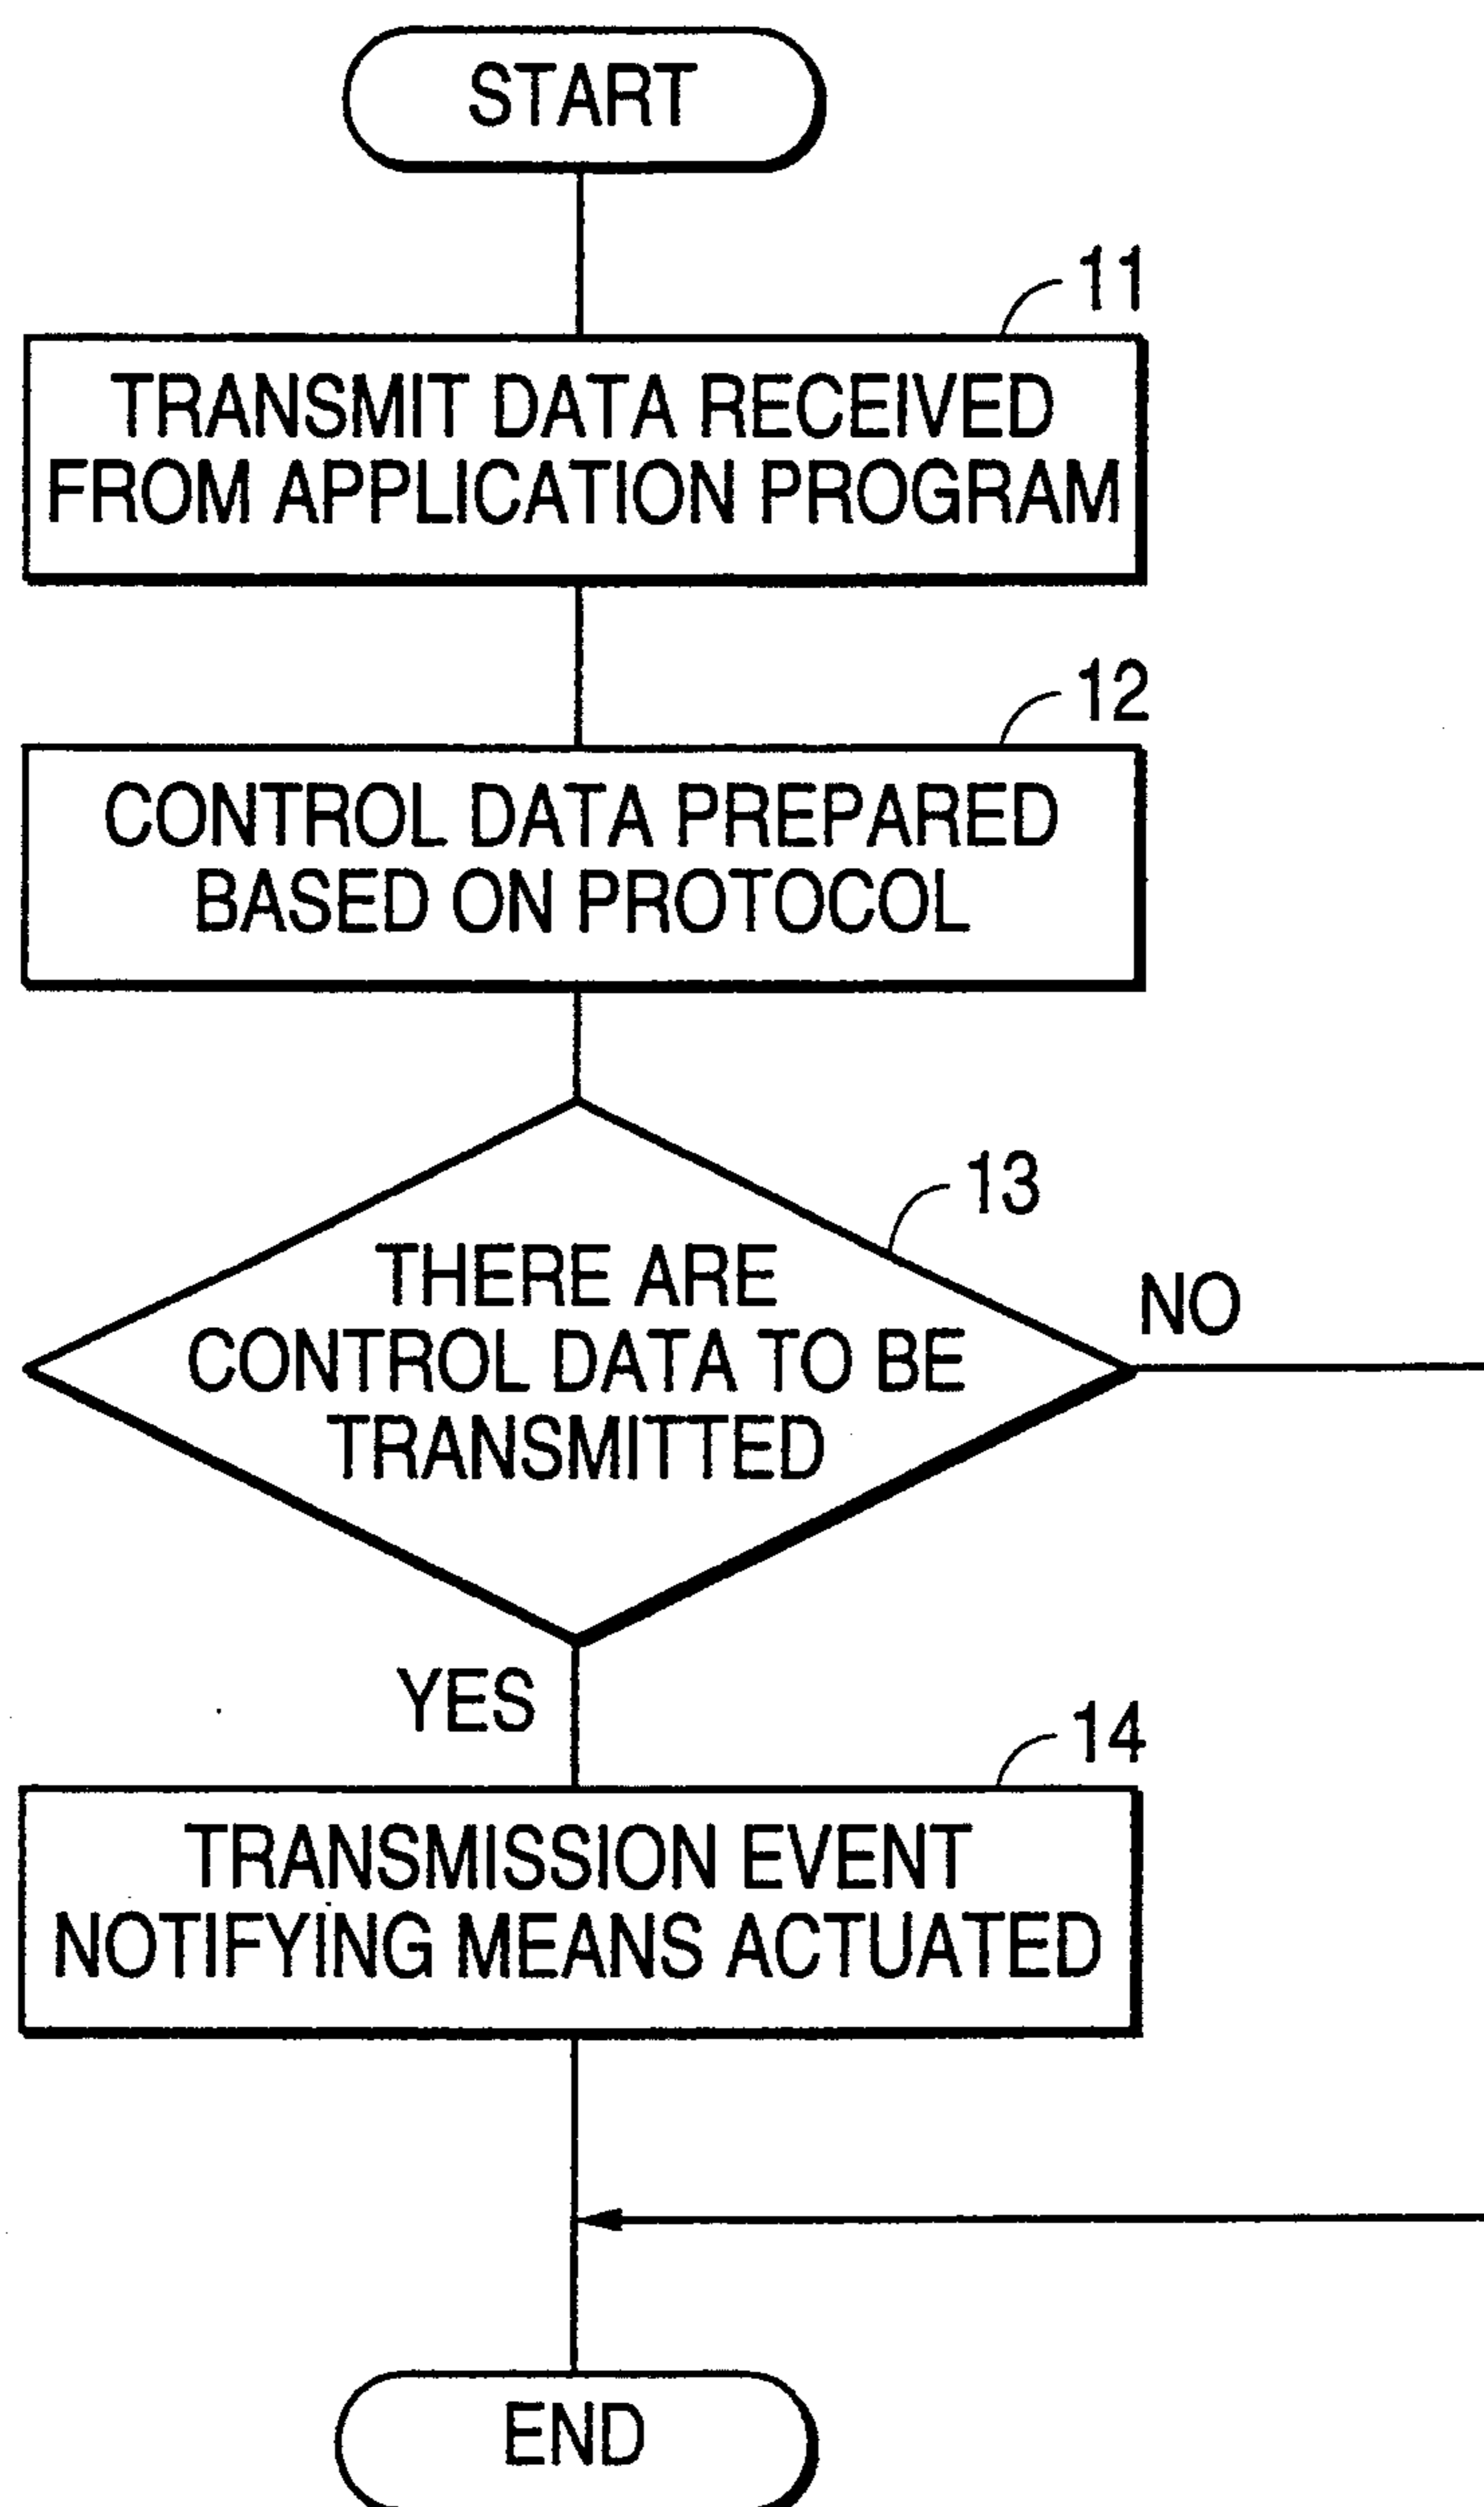 START
11
TRANSMIT DATA RECEIVED
FROM APPLICATION PROGRAM
12
CONTROL DATA PREPARED
BASED ON PROTOCOL
13
THERE ARE
CONTROL DATA TO BE
TRANSMITTED
NO
YES
14
TRANSMISSION EVENT
NOTIFYING MEANS ACTUATED
END